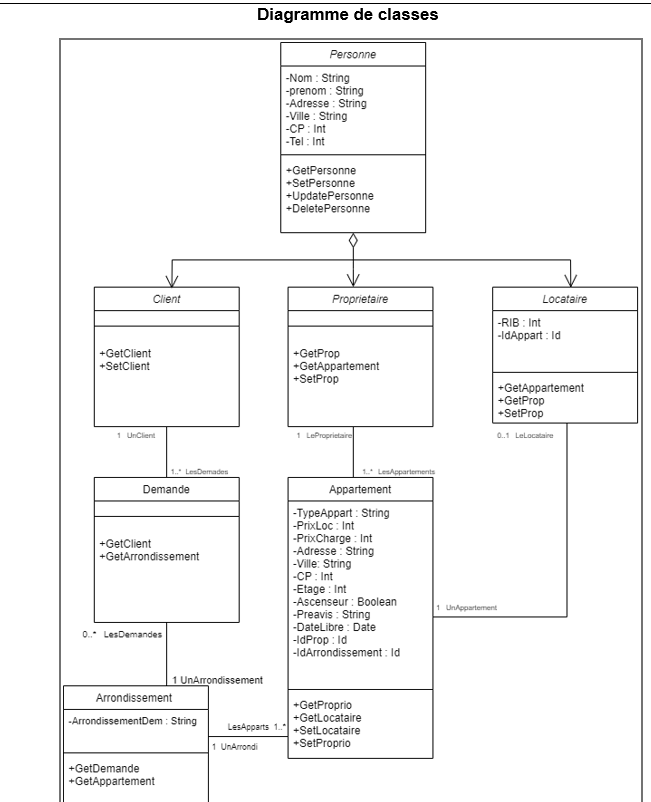 Diagramme de classes
Personne
-Nom : String
-prenom : String
-Adresse : String
-Ville : String
-CP : Int
-Tel : Int
+GetPersonne
+SetPersonne
+UpdatePersonne
+DeletePersonne
Client
+GetClient
+SetClient
Proprietaire
+GetProp
+GetAppartement
+SetProp
Locataire
-RIB : Int
-IdAppart : Id
+GetAppartement
+GetProp
+SetProp
1 UnClient
1 LeProprietaire
0..1 LeLocataire
1..* LesDemades
1..* LesAppartements
Demande
+GetClient
+GetArrondissement
Appartement
-TypeAppart : String
-PrixLoc : Int
-PrixCharge : Int
-Adresse : String
-Ville: String
-CP : Int
-Etage : Int
-Ascenseur : Boolean
-Preavis : String
-DateLibre : Date
-IdProp : Id
-IdArrondissement : Id
+GetProprio
+GetLocataire
+SetLocataire
+SetProprio
1 UnAppartement
0..* LesDemandes
1 UnArrondissement
Arrondissement
-ArrondissementDem : String
+GetDemande
+GetAppartement
LesApparts 1..*
1 UnArrondi